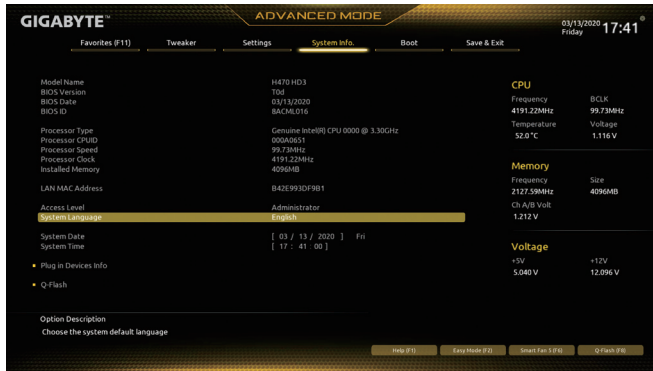 GIGABYTE™
ADVANCED MODE
03/13/2020
Friday
17:41
Favorites (F11) Tweaker Settings System Info. Boot Save & Exit
Model Name H470 HD3
BIOS Version T0d
BIOS Date 03/13/2020
BIOS ID 8ACML016
Processor Type Genuine Intel(R) CPU 0000 @ 3.30GHz
Processor CPUID 000A0651
Processor Speed 99.73MHz
Processor Clock 4191.22MHz
Installed Memory 4096MB
LAN MAC Address B42E993DF9B1
Access Level Administrator
System Language English
System Date [ 03 / 13 / 2020 ] Fri
System Time [ 17 : 41 : 00 ]
Plug in Devices Info
Q-Flash
CPU
Frequency BCLK
4191.22MHz 99.73MHz
Temperature Voltage
52.0 °C 1.116 V
Memory
Frequency Size
2127.59MHz 4096MB
Ch A/B Volt
1.212 V
Voltage
+5V +12V
5.040 V 12.096 V
Option Description
Choose the system default language
Help (F1) Easy Mode (F2) Smart Fan 5 (F6) Q-Flash (F8)